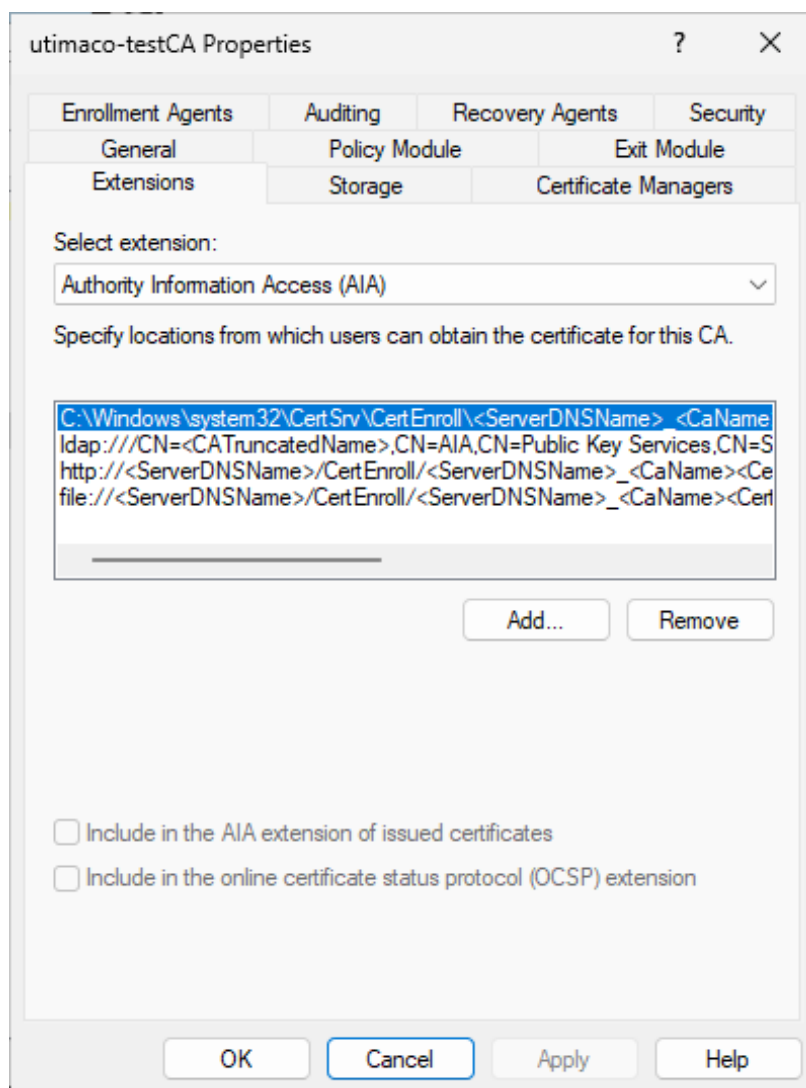 utimaco-testCA Properties ? X
Enrollment Agents Auditing Recovery Agents Security
General Policy Module Exit Module
Extensions Storage Certificate Managers
Select extension:
Authority Information Access (AIA)
Specify locations from which users can obtain the certificate for this CA.
C:\Windows\system32\CertSrv\CertEnroll\<ServerDNSName>_<CaName
ldap:///CN=<CATruncatedName>,CN=AIA,CN=Public Key Services,CN=S
http://<ServerDNSName>/CertEnroll/<ServerDNSName>_<CaName><Ce
file://<ServerDNSName>/CertEnroll/<ServerDNSName>_<CaName><Cert
Add... Remove
Include in the AIA extension of issued certificates
Include in the online certificate status protocol (OCSP) extension
OK Cancel Apply Help